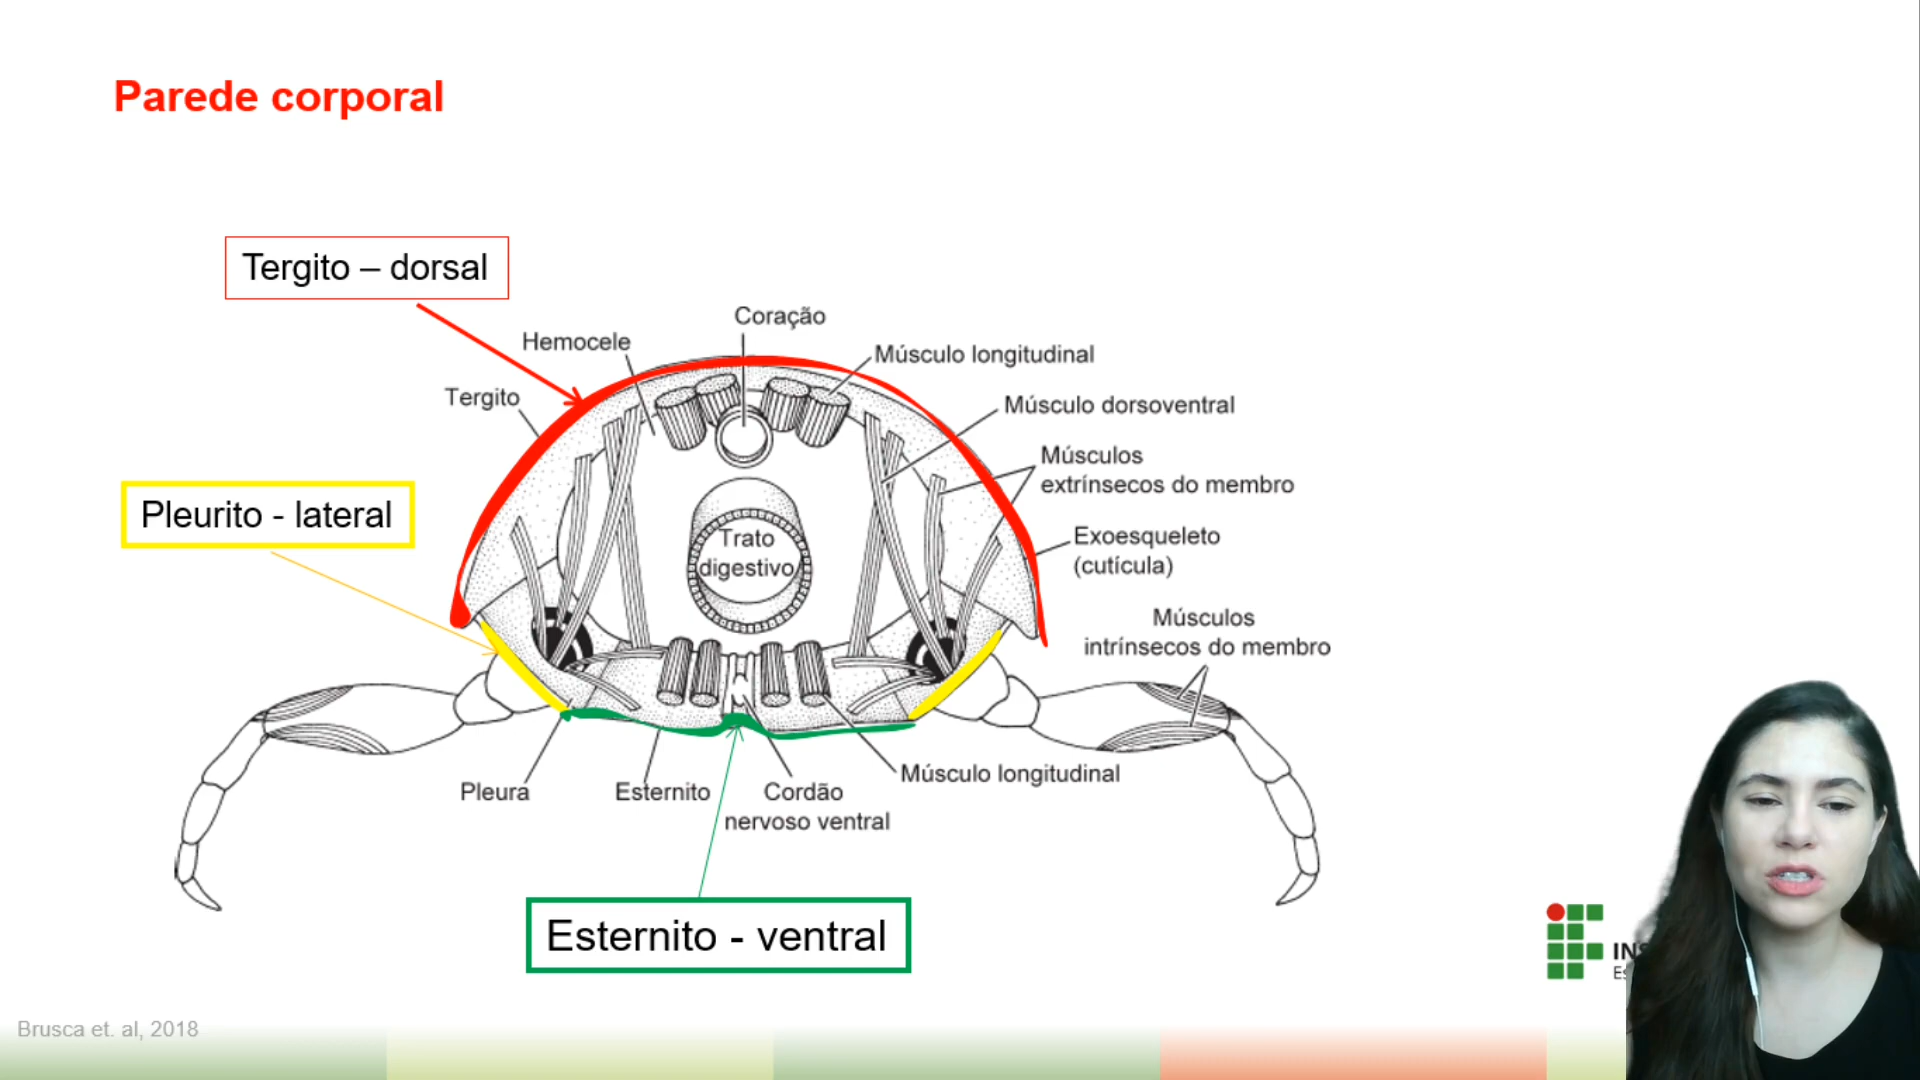 Parede corporal
Tergito – dorsal
Coração
Hemocele
Músculo longitudinal
Tergito
Músculo dorsoventral
Músculos
extrínsecos do membro
Pleurito - lateral
Exoesqueleto
(cutícula)
Trato
digestivo
Músculos
intrínsecos do membro
Músculo longitudinal
Pleura
Esternito
Cordão
nervoso ventral
Esternito - ventral
Brusca et. al, 2018